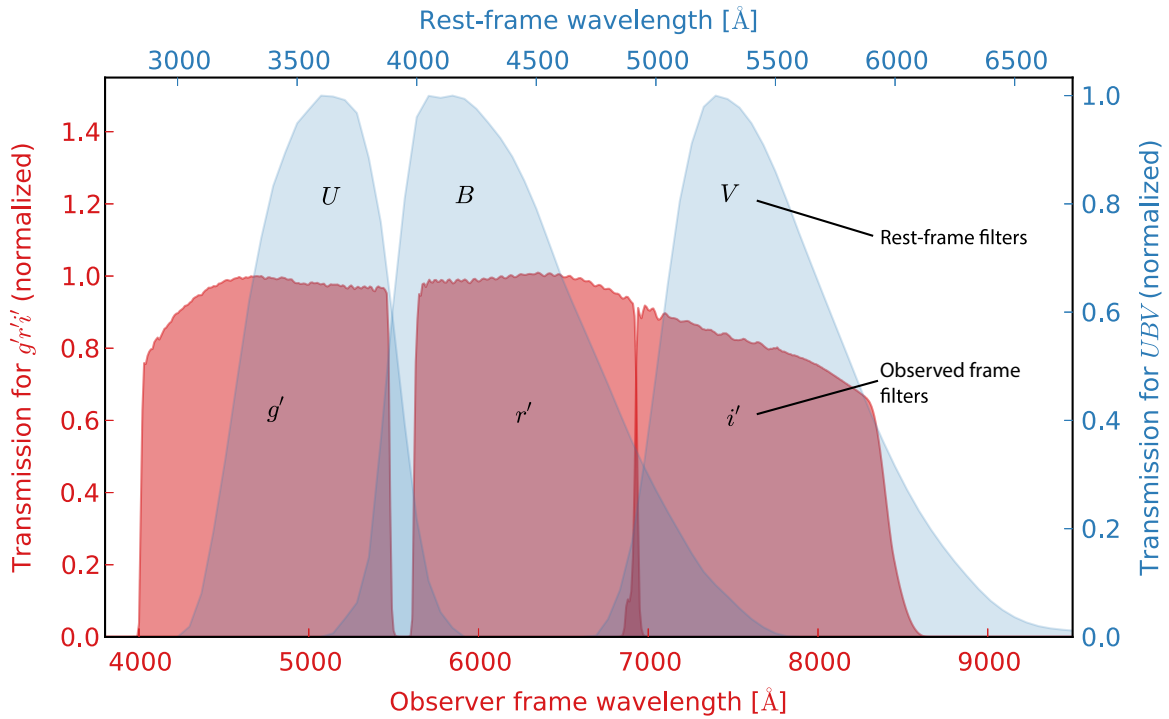 Rest-frame wavelength [Å]
3000 3500 4000 4500 5000 5500 6000 6500
Transmission for g′r′i′ (normalized)
1.4
1.2
1.0
0.8
0.6
0.4
0.2
0.0
U
B
V
Rest-frame filters
g′
r′
i′
Observed frame
filters
1.0
0.8
0.6
0.4
0.2
0.0
Transmission for UBV (normalized)
4000 5000 6000 7000 8000 9000
Observer frame wavelength [Å]